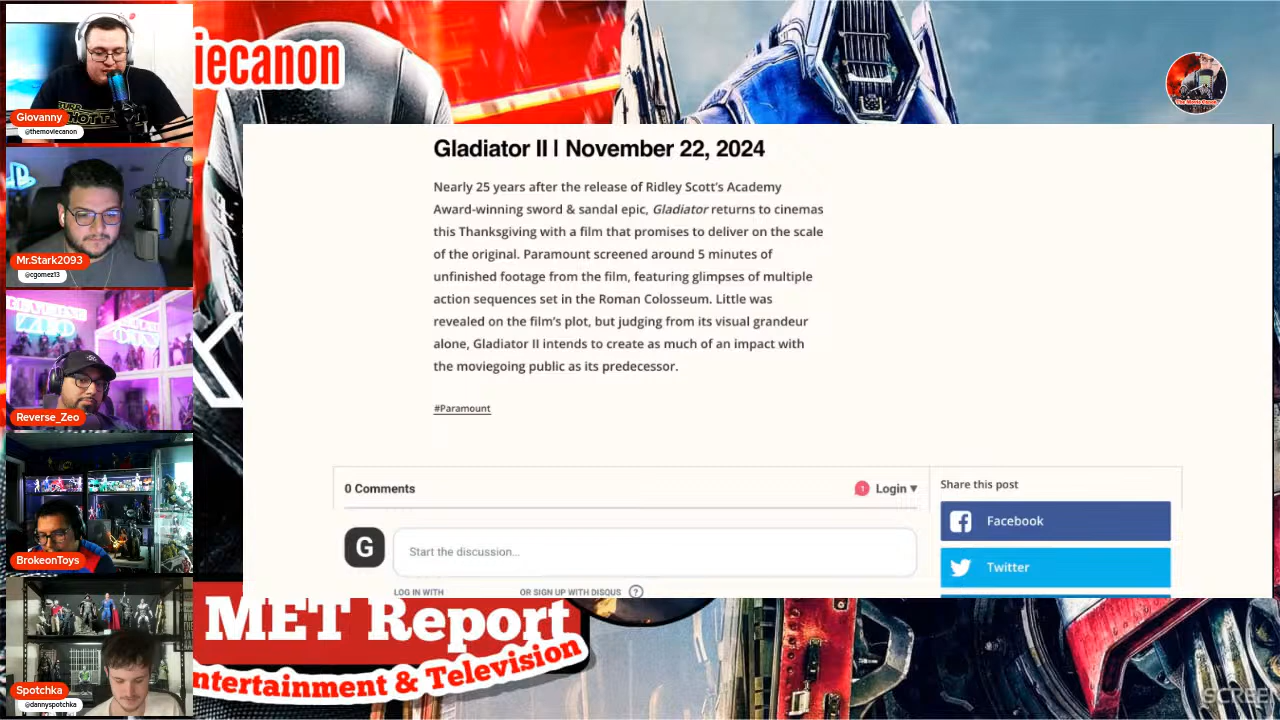 iecanon
Giovanny
@themoviecanon
Mr.Stark2093
@cgomez13
Reverse_Zeo
BrokeonToys
Spotchka
@dannyspotchka
Gladiator II | November 22, 2024
Nearly 25 years after the release of Ridley Scott's Academy
Award-winning sword & sandal epic, Gladiator returns to cinemas
this Thanksgiving with a film that promises to deliver on the scale
of the original. Paramount screened around 5 minutes of
unfinished footage from the film, featuring glimpses of multiple
action sequences set in the Roman Colosseum. Little was
revealed on the film's plot, but judging from its visual grandeur
alone, Gladiator II intends to create as much of an impact with
the moviegoing public as its predecessor.
#Paramount
0 Comments
1 Login
Share this post
Facebook
Twitter
G
Start the discussion...
LOG IN WITH
OR SIGN UP WITH DISQUS ?
MET Report
ntertainment & Television
The Movie Canon
SCREE